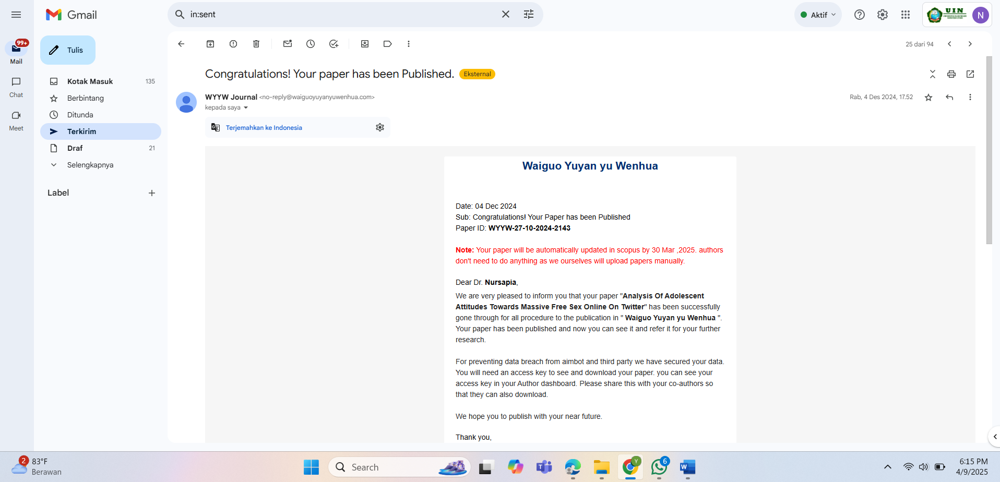 Gmail
in:sent
Aktif
UIN
N
99+
Mail
Chat
Meet
Tulis
Kotak Masuk 135
Berbintang
Ditunda
Terkirim
Draf 21
Selengkapnya
Label
25 dari 94
Congratulations! Your paper has been Published. Eksternal
WYYW Journal <no-reply@waiguoyuyanyuwenhua.com>
Rab, 4 Des 2024, 17.52
kepada saya
Terjemahkan ke Indonesia
Waiguo Yuyan yu Wenhua
Date: 04 Dec 2024
Sub: Congratulations! Your Paper has been Published
Paper ID: WYYW-27-10-2024-2143
Note: Your paper will be automatically updated in scopus by 30 Mar ,2025. authors
don't need to do anything as we ourselves will upload papers manually.
Dear Dr. Nursapia,
We are very pleased to inform you that your paper "Analysis Of Adolescent
Attitudes Towards Massive Free Sex Online On Twitter" has been successfully
gone through for all procedure to the publication in " Waiguo Yuyan yu Wenhua ".
Your paper has been published and now you can see it and refer it for your further
research.
For preventing data breach from aimbot and third party we have secured your data.
You will need an access key to see and download your paper. you can see your
access key in your Author dashboard. Please share this with your co-authors so
that they can also download.
We hope you to publish with your near future.
Thank you,
2
83°F
Berawan
Search
Y
6
6:15 PM
4/9/2025